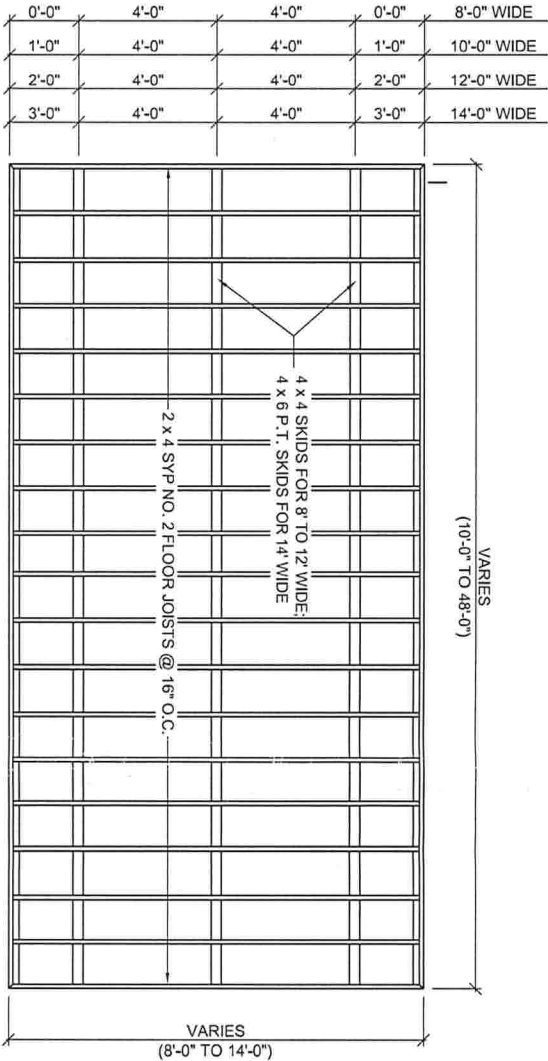 0'-0" 4'-0" 4'-0" 0'-0" 8'-0" WIDE
1'-0" 4'-0" 4'-0" 1'-0" 10'-0" WIDE
2'-0" 4'-0" 4'-0" 2'-0" 12'-0" WIDE
3'-0" 4'-0" 4'-0" 3'-0" 14'-0" WIDE
4 x 4 SKIDS FOR 8' TO 12' WIDE;
4 x 6 P.T. SKIDS FOR 14' WIDE
2 x 4 SYP NO. 2 FLOOR JOISTS @ 16" O.C.
VARIES
(10'-0" TO 48'-0")
VARIES
(8'-0" TO 14'-0")